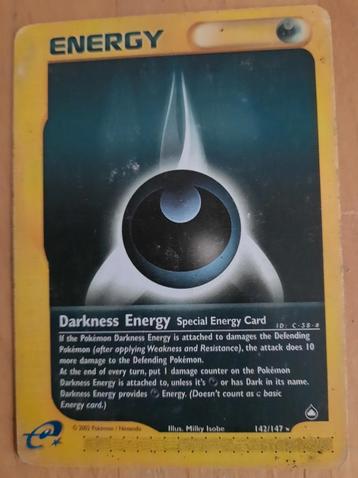 ENERGY
Darkness Energy Special Energy Card
ID: C-58-#
If the Pokémon Darkness Energy is attached to damages the Defending
Pokémon (after applying Weakness and Resistance), the attack does 10
more damage to the Defending Pokémon.
At the end of every turn, put 1 damage counter on the Pokémon
Darkness Energy is attached to, unless it's or has Dark in its name.
Darkness Energy provides Energy. (Doesn't count as a basic
Energy card.)
Illus. Milky Isobe
142/147
© 2002 Pokémon / Nintendo
e